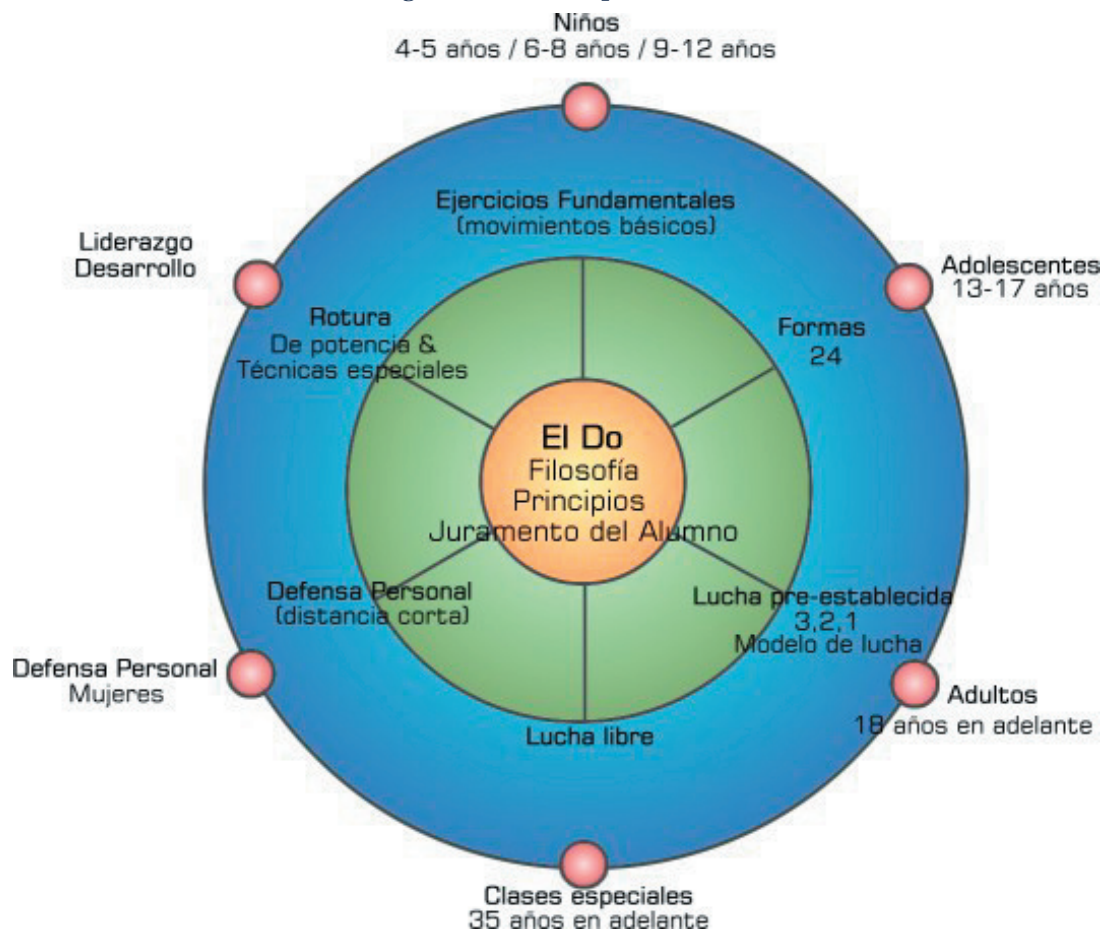 Niños
4-5 años / 6-8 años / 9-12 años
Ejercicios Fundamentales
(movimientos básicos)
Liderazgo
Desarrollo
Adolescentes
13-17 años
Rotura
De potencia &
Técnicas especiales
Formas
24
El Do
Filosofía
Principios
Juramento del Alumno
Defensa Personal
(distancia corta)
Lucha pre-establecida
3,2,1
Modelo de lucha
Defensa Personal
Mujeres
Adultos
18 años en adelante
Lucha libre
Clases especiales
35 años en adelante